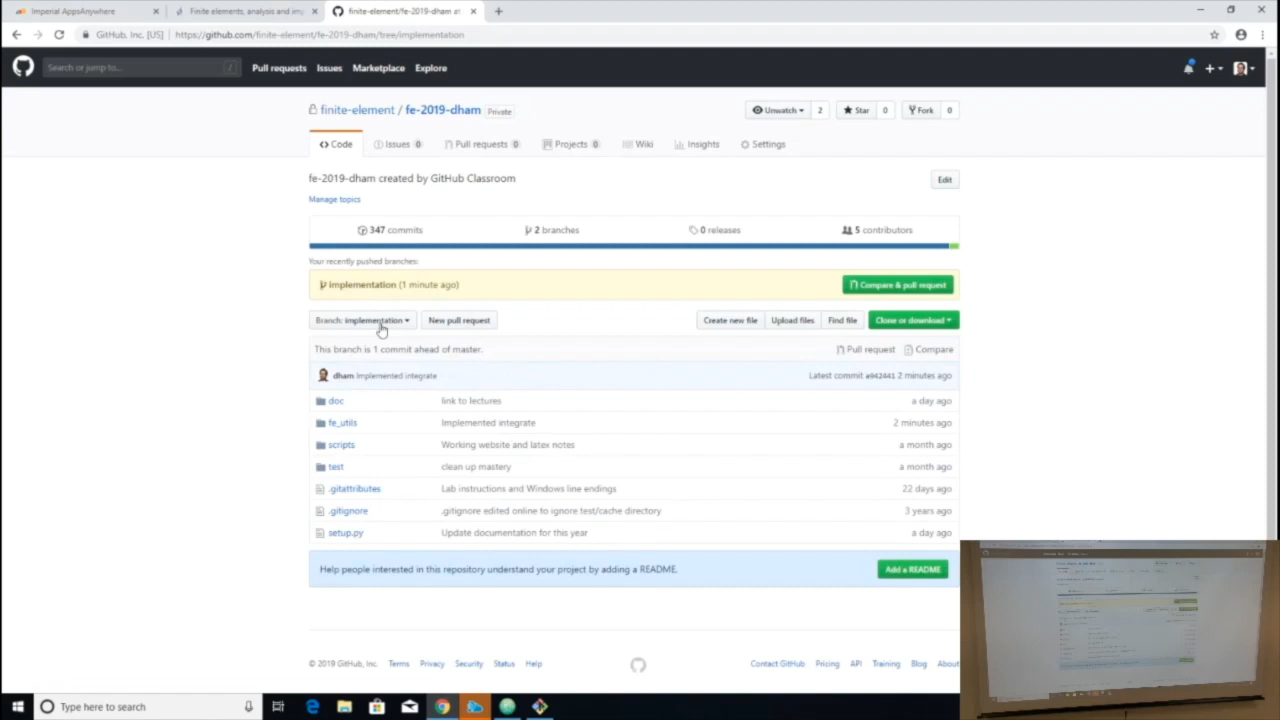 Imperial AppsAnywhere
Finite elements, analysis and imp
finite-element/fe-2019-dham at
GitHub, Inc. [US] | https://github.com/finite-element/fe-2019-dham/tree/implementation
Search or jump to... /
Pull requests Issues Marketplace Explore
finite-element / fe-2019-dham Private
Unwatch 2 Star 0 Fork 0
Code Issues 0 Pull requests 0 Projects 0 Wiki Insights Settings
fe-2019-dham created by GitHub Classroom Edit
Manage topics
347 commits 2 branches 0 releases 5 contributors
Your recently pushed branches:
implementation (1 minute ago) Compare & pull request
Branch: implementation New pull request Create new file Upload files Find file Clone or download
This branch is 1 commit ahead of master. Pull request Compare
dham Implemented integrate Latest commit a942441 2 minutes ago
doc link to lectures a day ago
fe_utils Implemented integrate 2 minutes ago
scripts Working website and latex notes a month ago
test clean up mastery a month ago
.gitattributes Lab instructions and Windows line endings 22 days ago
.gitignore .gitignore edited online to ignore test/cache directory 3 years ago
setup.py Update documentation for this year a day ago
Help people interested in this repository understand your project by adding a README. Add a README
© 2019 GitHub, Inc. Terms Privacy Security Status Help Contact GitHub Pricing API Training Blog About
Type here to search